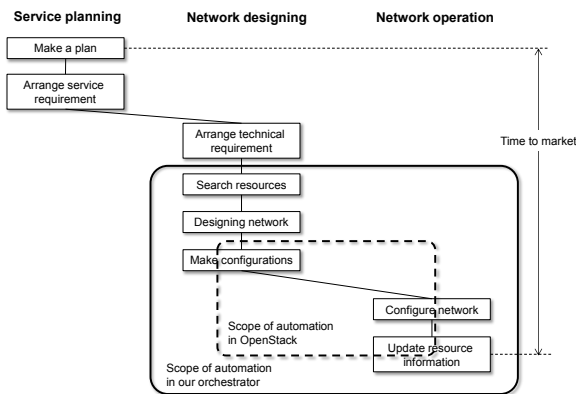 Service planning
Network designing
Network operation
Make a plan
Arrange service
requirement
Time to market
Arrange technical
requirement
Search resources
Designing network
Make configurations
Configure network
Scope of automation
in OpenStack
Update resource
information
Scope of automation
in our orchestrator